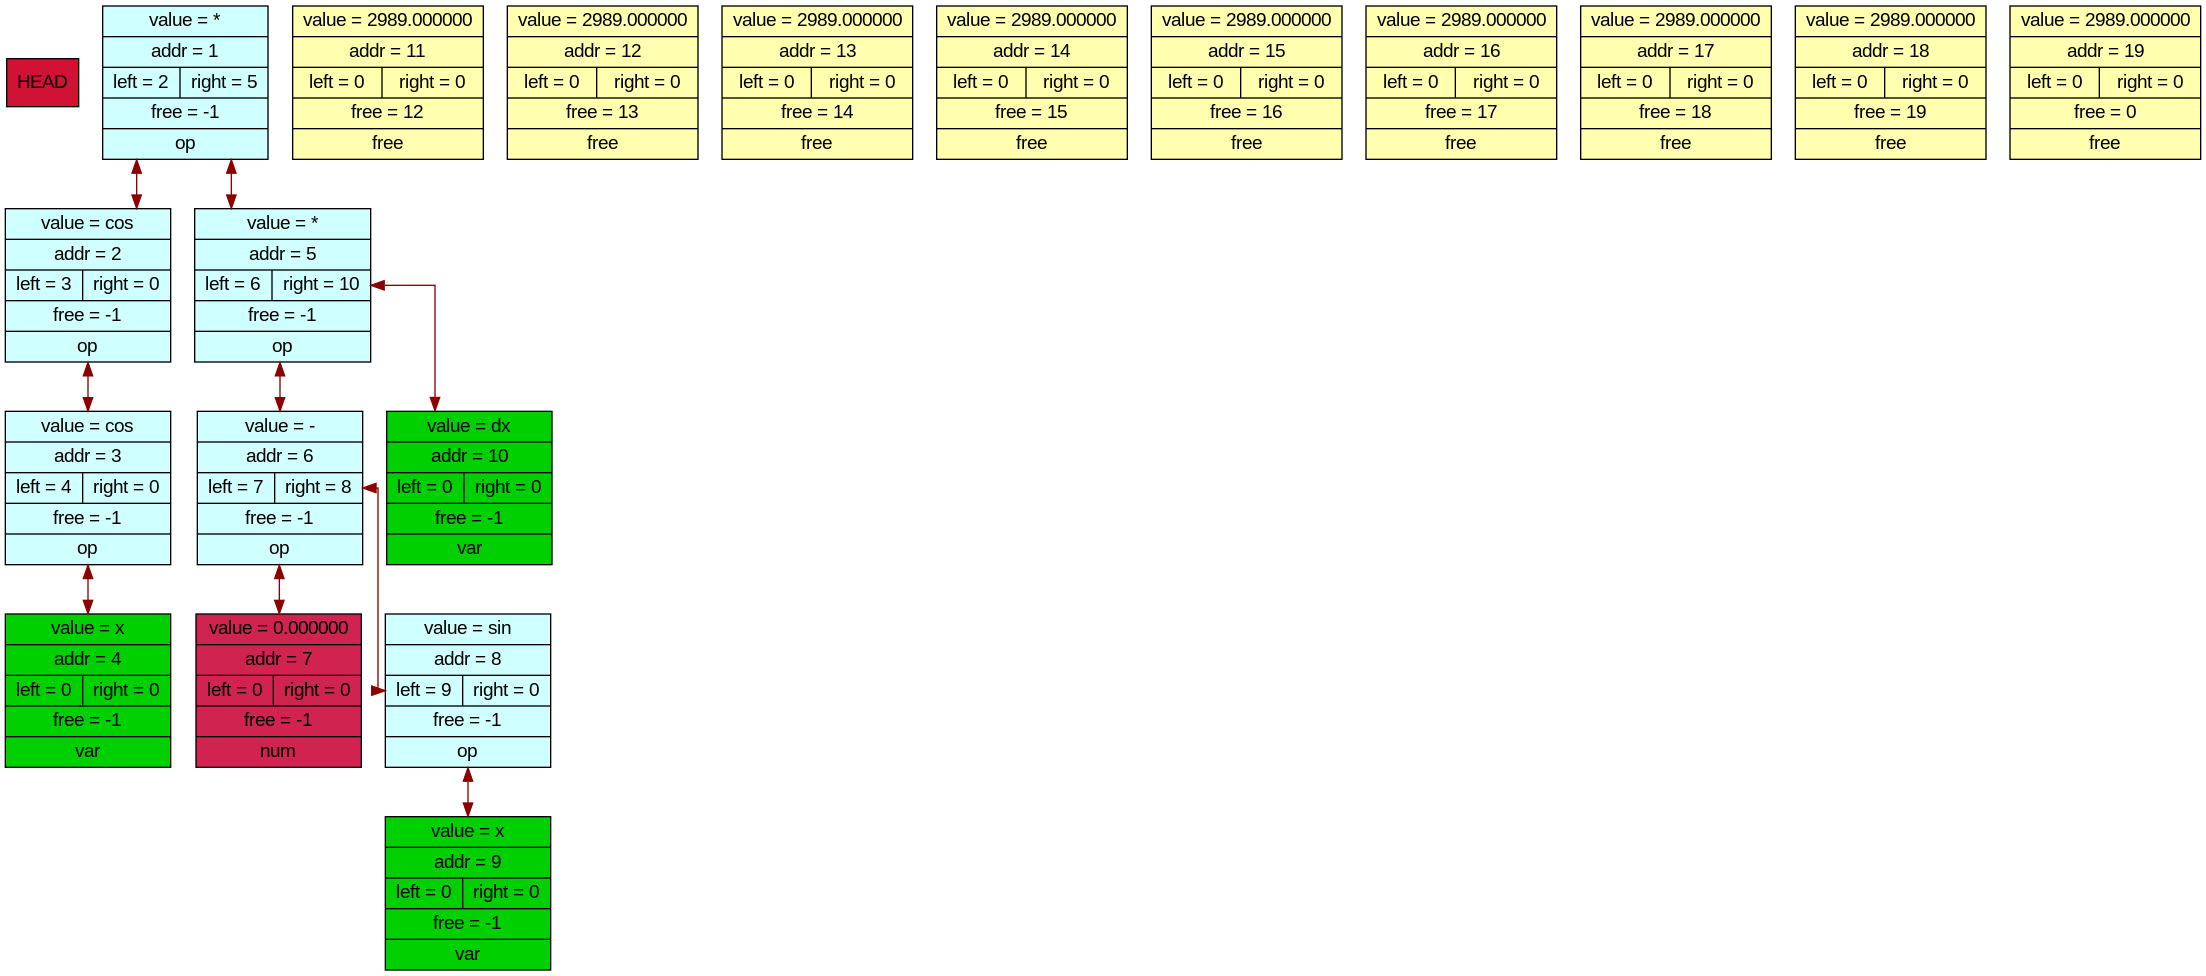 HEAD
value = *
addr = 1
left = 2 right = 5
free = -1
op
value = 2989.000000
addr = 11
left = 0 right = 0
free = 12
free
value = 2989.000000
addr = 12
left = 0 right = 0
free = 13
free
value = 2989.000000
addr = 13
left = 0 right = 0
free = 14
free
value = 2989.000000
addr = 14
left = 0 right = 0
free = 15
free
value = 2989.000000
addr = 15
left = 0 right = 0
free = 16
free
value = 2989.000000
addr = 16
left = 0 right = 0
free = 17
free
value = 2989.000000
addr = 17
left = 0 right = 0
free = 18
free
value = 2989.000000
addr = 18
left = 0 right = 0
free = 19
free
value = 2989.000000
addr = 19
left = 0 right = 0
free = 0
free
value = cos
addr = 2
left = 3 right = 0
free = -1
op
value = *
addr = 5
left = 6 right = 10
free = -1
op
value = cos
addr = 3
left = 4 right = 0
free = -1
op
value = -
addr = 6
left = 7 right = 8
free = -1
op
value = dx
addr = 10
left = 0 right = 0
free = -1
var
value = x
addr = 4
left = 0 right = 0
free = -1
var
value = 0.000000
addr = 7
left = 0 right = 0
free = -1
num
value = sin
addr = 8
left = 9 right = 0
free = -1
op
value = x
addr = 9
left = 0 right = 0
free = -1
var